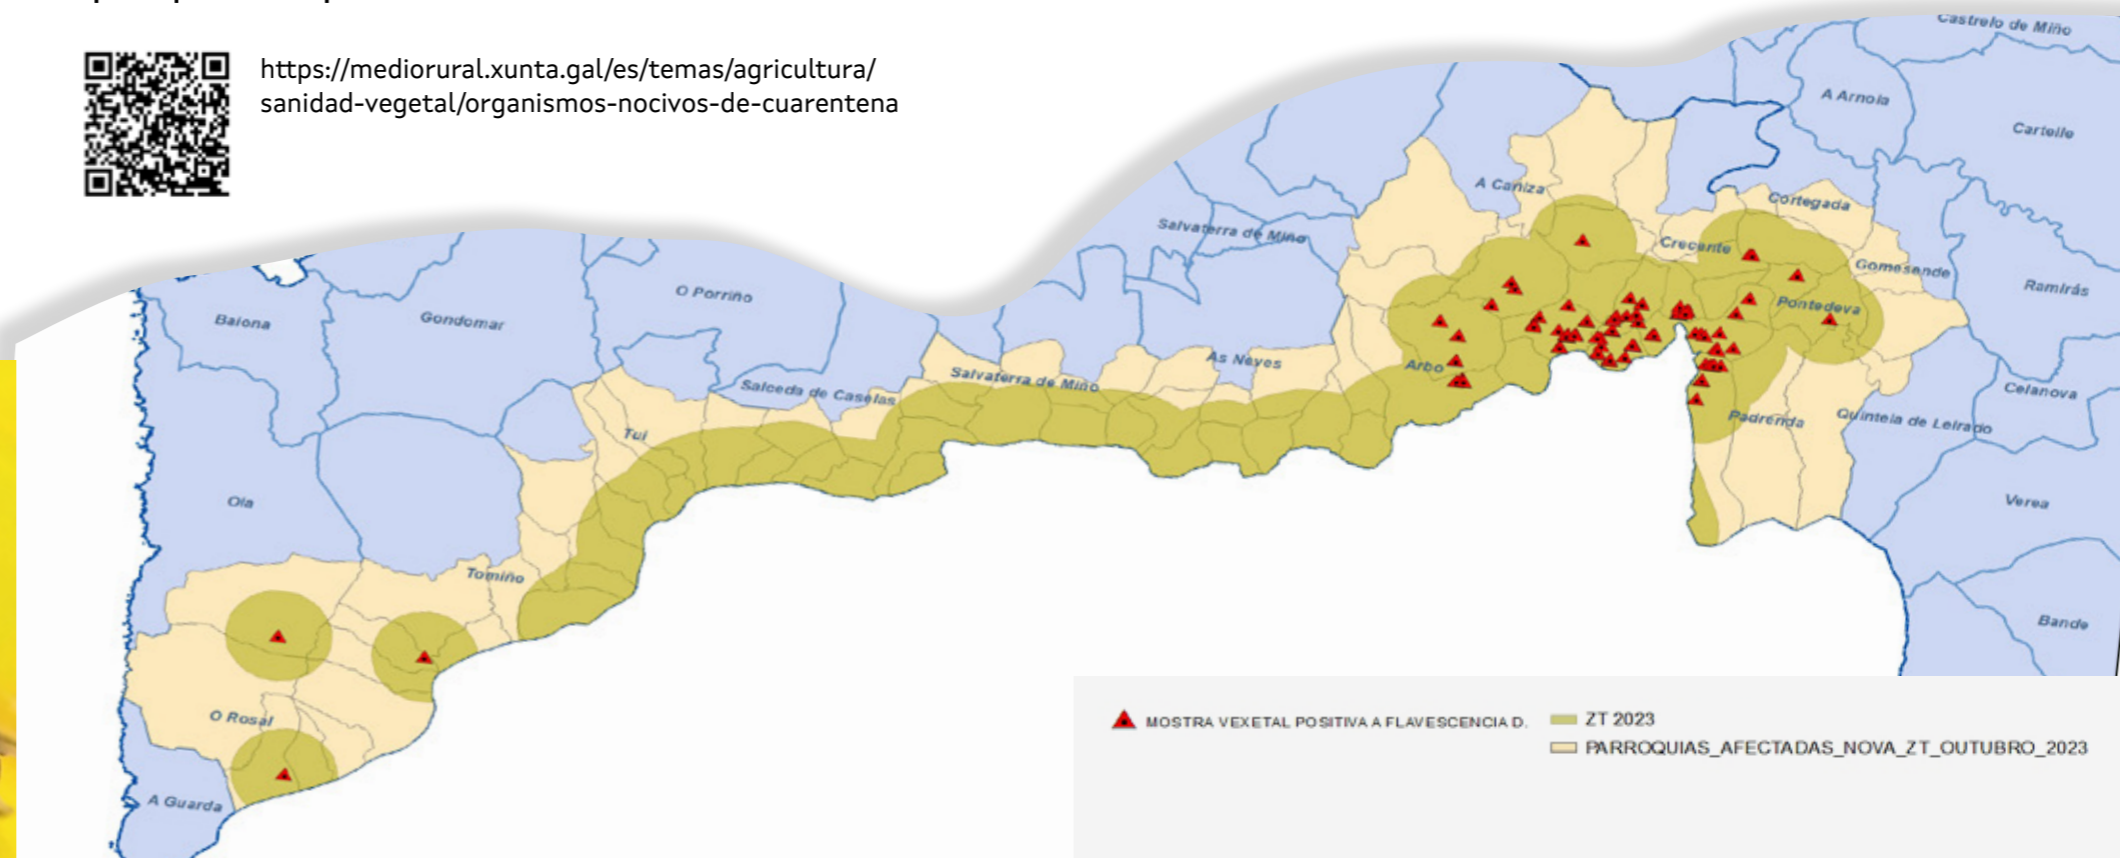 https://mediorural.xunta.gal/es/temas/agricultura/
sanidad-vegetal/organismos-nocivos-de-cuarentena
Castrelo de Miño
A Arnoia
Cartelle
A Caniza
Cortegada
Salvaterra de Miño
Crecente
Gomesende
Ramirás
O Porriño
Pontedeva
Baiona
Gondomar
As Neves
Arbo
Salvaterra de Miño
Salceda de Caselas
Celanova
Padrenda
Quintela de Leirado
Tui
Oia
Verea
Tomiño
Bande
O Rosal
A Guarda
MOSTRA VEXETAL POSITIVA A FLAVESCENCIA D.
ZT 2023
PARROQUIAS_AFECTADAS_NOVA_ZT_OUTUBRO_2023